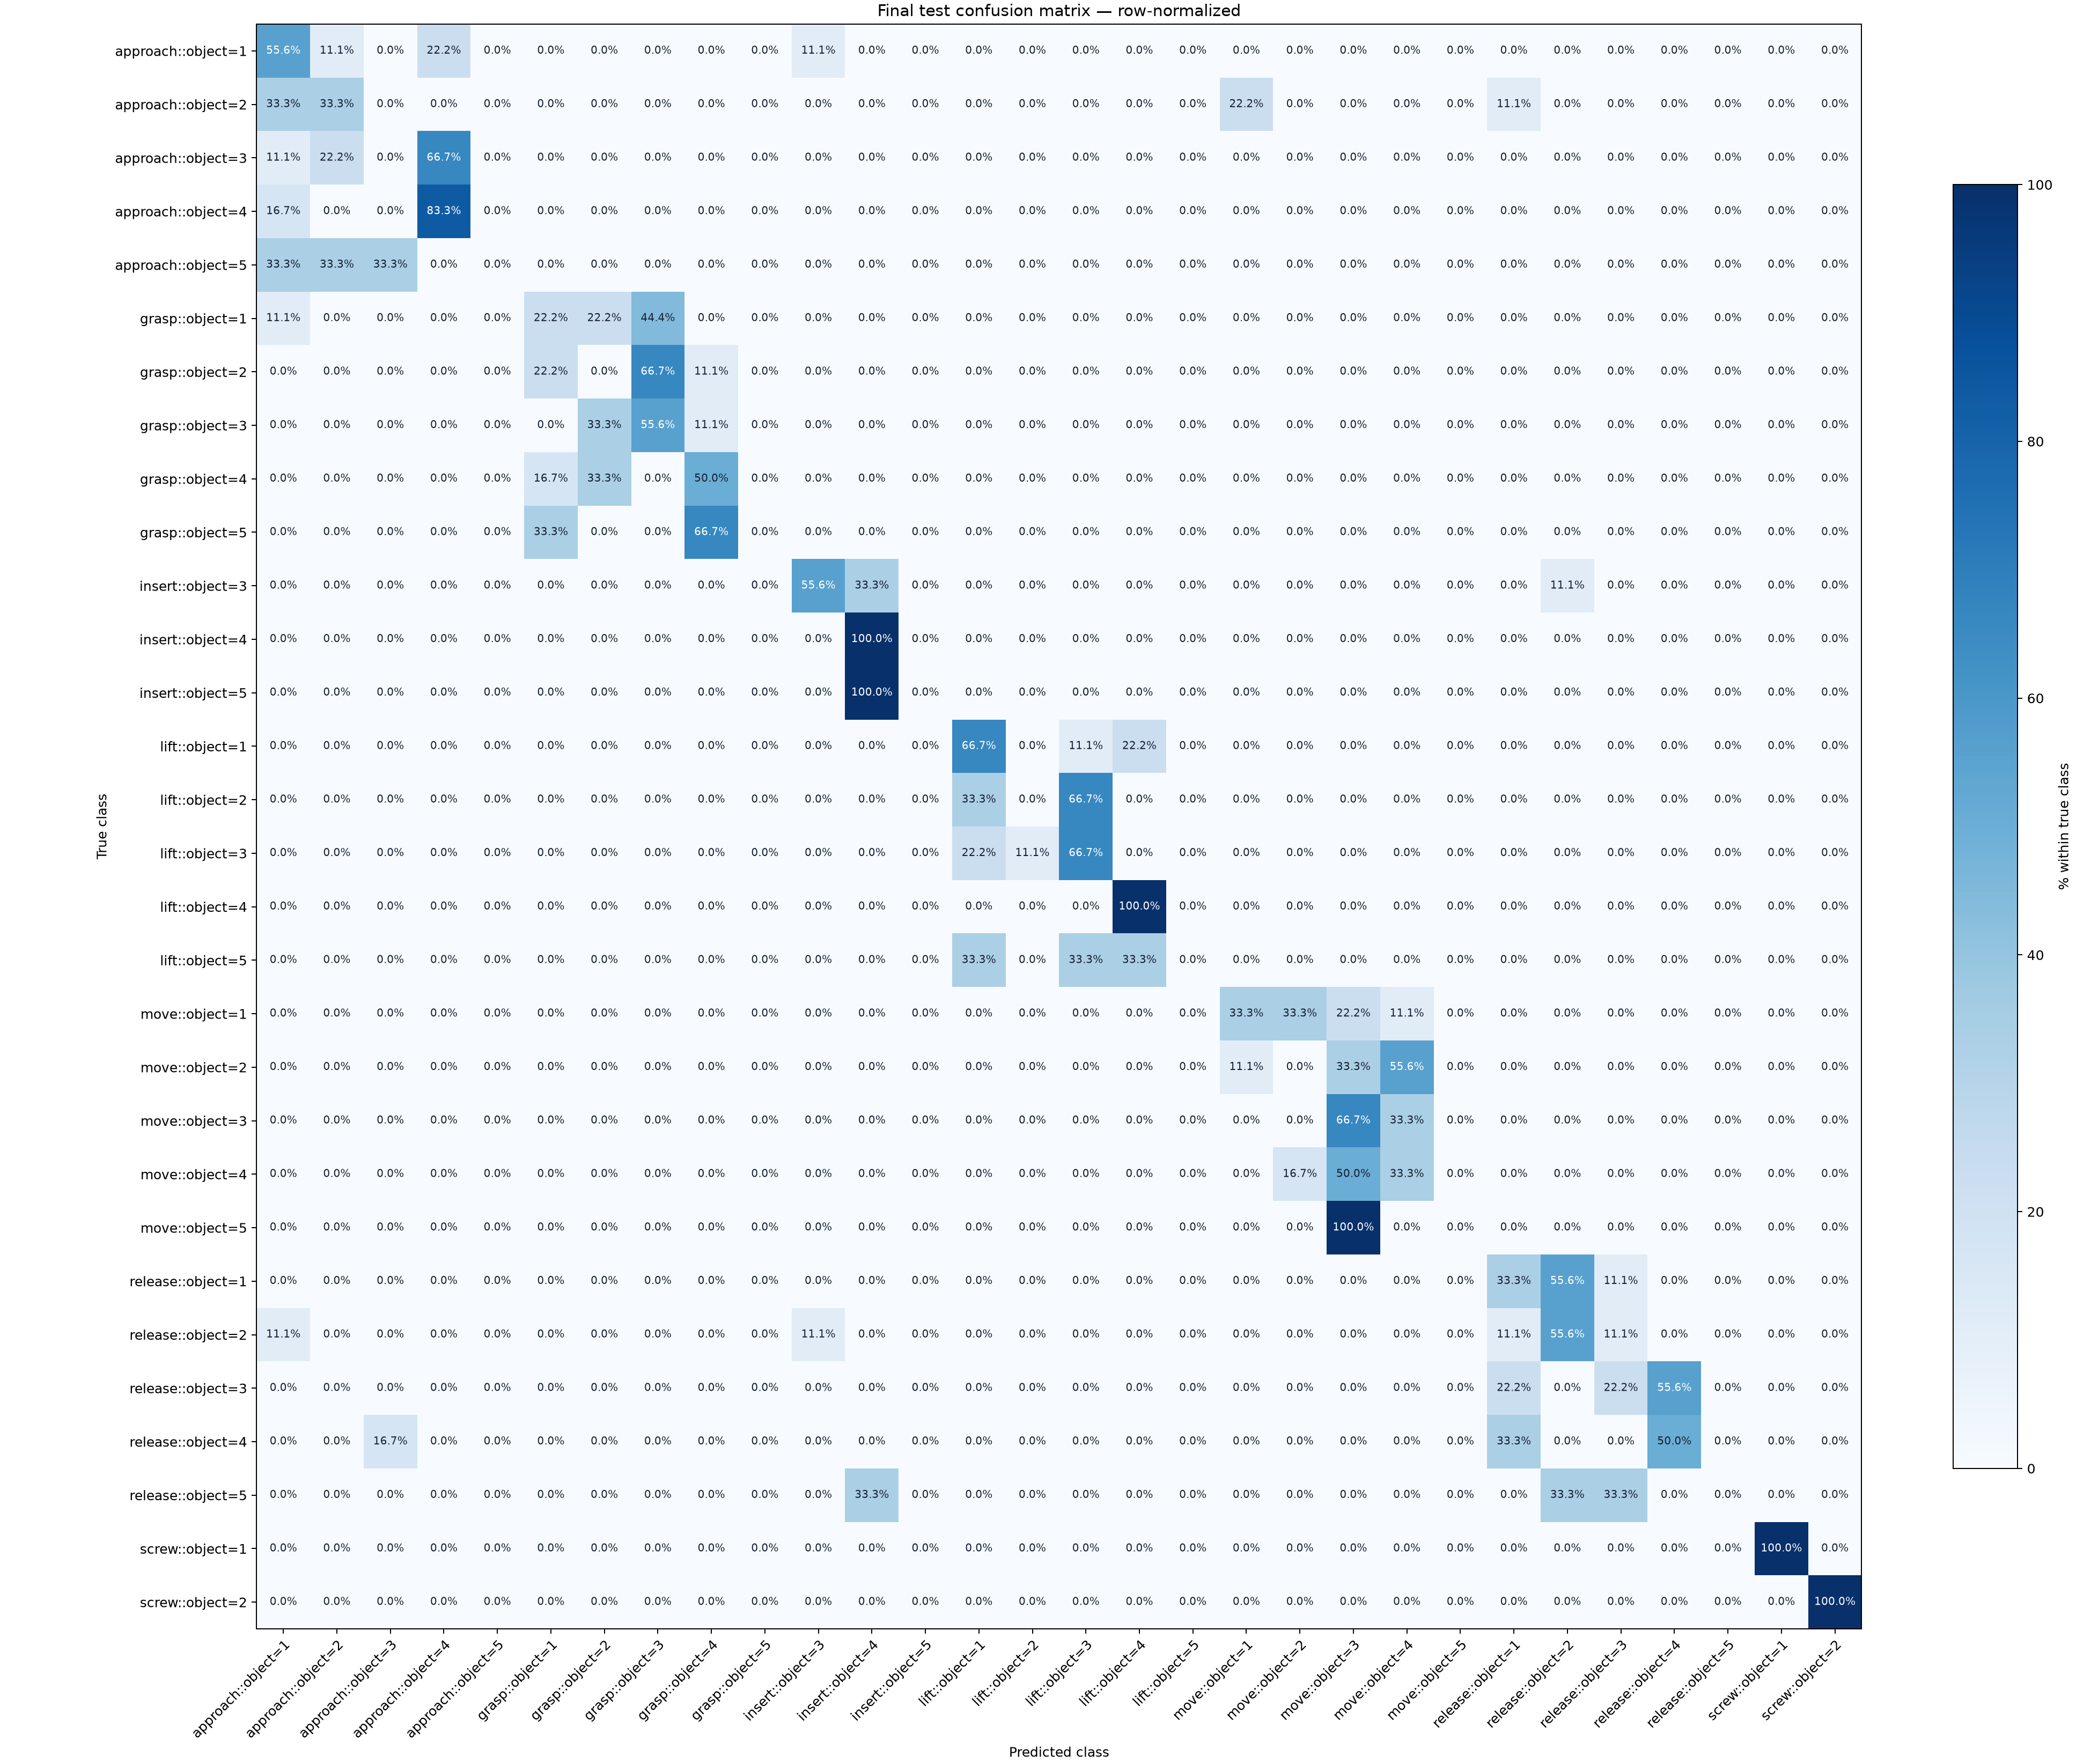 Final test confusion matrix — row-normalized
approach::object=1 55.6% 11.1% 0.0% 22.2% 0.0% 0.0% 0.0% 0.0% 0.0% 0.0% 11.1% 0.0% 0.0% 0.0% 0.0% 0.0% 0.0% 0.0% 0.0% 0.0% 0.0% 0.0% 0.0% 0.0% 0.0% 0.0% 0.0% 0.0% 0.0% 0.0%
approach::object=2 33.3% 33.3% 0.0% 0.0% 0.0% 0.0% 0.0% 0.0% 0.0% 0.0% 0.0% 0.0% 0.0% 0.0% 0.0% 0.0% 0.0% 0.0% 22.2% 0.0% 0.0% 0.0% 0.0% 11.1% 0.0% 0.0% 0.0% 0.0% 0.0% 0.0%
approach::object=3 11.1% 22.2% 0.0% 66.7% 0.0% 0.0% 0.0% 0.0% 0.0% 0.0% 0.0% 0.0% 0.0% 0.0% 0.0% 0.0% 0.0% 0.0% 0.0% 0.0% 0.0% 0.0% 0.0% 0.0% 0.0% 0.0% 0.0% 0.0% 0.0% 0.0%
approach::object=4 16.7% 0.0% 0.0% 83.3% 0.0% 0.0% 0.0% 0.0% 0.0% 0.0% 0.0% 0.0% 0.0% 0.0% 0.0% 0.0% 0.0% 0.0% 0.0% 0.0% 0.0% 0.0% 0.0% 0.0% 0.0% 0.0% 0.0% 0.0% 0.0% 0.0%
approach::object=5 33.3% 33.3% 33.3% 0.0% 0.0% 0.0% 0.0% 0.0% 0.0% 0.0% 0.0% 0.0% 0.0% 0.0% 0.0% 0.0% 0.0% 0.0% 0.0% 0.0% 0.0% 0.0% 0.0% 0.0% 0.0% 0.0% 0.0% 0.0% 0.0% 0.0%
grasp::object=1 11.1% 0.0% 0.0% 0.0% 0.0% 22.2% 22.2% 44.4% 0.0% 0.0% 0.0% 0.0% 0.0% 0.0% 0.0% 0.0% 0.0% 0.0% 0.0% 0.0% 0.0% 0.0% 0.0% 0.0% 0.0% 0.0% 0.0% 0.0% 0.0% 0.0%
grasp::object=2 0.0% 0.0% 0.0% 0.0% 0.0% 22.2% 0.0% 66.7% 11.1% 0.0% 0.0% 0.0% 0.0% 0.0% 0.0% 0.0% 0.0% 0.0% 0.0% 0.0% 0.0% 0.0% 0.0% 0.0% 0.0% 0.0% 0.0% 0.0% 0.0% 0.0%
grasp::object=3 0.0% 0.0% 0.0% 0.0% 0.0% 0.0% 33.3% 55.6% 11.1% 0.0% 0.0% 0.0% 0.0% 0.0% 0.0% 0.0% 0.0% 0.0% 0.0% 0.0% 0.0% 0.0% 0.0% 0.0% 0.0% 0.0% 0.0% 0.0% 0.0% 0.0%
grasp::object=4 0.0% 0.0% 0.0% 0.0% 0.0% 16.7% 33.3% 0.0% 50.0% 0.0% 0.0% 0.0% 0.0% 0.0% 0.0% 0.0% 0.0% 0.0% 0.0% 0.0% 0.0% 0.0% 0.0% 0.0% 0.0% 0.0% 0.0% 0.0% 0.0% 0.0%
grasp::object=5 0.0% 0.0% 0.0% 0.0% 0.0% 33.3% 0.0% 0.0% 66.7% 0.0% 0.0% 0.0% 0.0% 0.0% 0.0% 0.0% 0.0% 0.0% 0.0% 0.0% 0.0% 0.0% 0.0% 0.0% 0.0% 0.0% 0.0% 0.0% 0.0% 0.0%
insert::object=3 0.0% 0.0% 0.0% 0.0% 0.0% 0.0% 0.0% 0.0% 0.0% 0.0% 55.6% 33.3% 0.0% 0.0% 0.0% 0.0% 0.0% 0.0% 0.0% 0.0% 0.0% 0.0% 0.0% 0.0% 11.1% 0.0% 0.0% 0.0% 0.0% 0.0%
insert::object=4 0.0% 0.0% 0.0% 0.0% 0.0% 0.0% 0.0% 0.0% 0.0% 0.0% 0.0% 100.0% 0.0% 0.0% 0.0% 0.0% 0.0% 0.0% 0.0% 0.0% 0.0% 0.0% 0.0% 0.0% 0.0% 0.0% 0.0% 0.0% 0.0% 0.0%
insert::object=5 0.0% 0.0% 0.0% 0.0% 0.0% 0.0% 0.0% 0.0% 0.0% 0.0% 0.0% 100.0% 0.0% 0.0% 0.0% 0.0% 0.0% 0.0% 0.0% 0.0% 0.0% 0.0% 0.0% 0.0% 0.0% 0.0% 0.0% 0.0% 0.0% 0.0%
lift::object=1 0.0% 0.0% 0.0% 0.0% 0.0% 0.0% 0.0% 0.0% 0.0% 0.0% 0.0% 0.0% 0.0% 66.7% 0.0% 11.1% 22.2% 0.0% 0.0% 0.0% 0.0% 0.0% 0.0% 0.0% 0.0% 0.0% 0.0% 0.0% 0.0% 0.0%
lift::object=2 0.0% 0.0% 0.0% 0.0% 0.0% 0.0% 0.0% 0.0% 0.0% 0.0% 0.0% 0.0% 0.0% 33.3% 0.0% 66.7% 0.0% 0.0% 0.0% 0.0% 0.0% 0.0% 0.0% 0.0% 0.0% 0.0% 0.0% 0.0% 0.0% 0.0%
lift::object=3 0.0% 0.0% 0.0% 0.0% 0.0% 0.0% 0.0% 0.0% 0.0% 0.0% 0.0% 0.0% 0.0% 22.2% 11.1% 66.7% 0.0% 0.0% 0.0% 0.0% 0.0% 0.0% 0.0% 0.0% 0.0% 0.0% 0.0% 0.0% 0.0% 0.0%
lift::object=4 0.0% 0.0% 0.0% 0.0% 0.0% 0.0% 0.0% 0.0% 0.0% 0.0% 0.0% 0.0% 0.0% 0.0% 0.0% 0.0% 100.0% 0.0% 0.0% 0.0% 0.0% 0.0% 0.0% 0.0% 0.0% 0.0% 0.0% 0.0% 0.0% 0.0%
lift::object=5 0.0% 0.0% 0.0% 0.0% 0.0% 0.0% 0.0% 0.0% 0.0% 0.0% 0.0% 0.0% 0.0% 33.3% 0.0% 33.3% 33.3% 0.0% 0.0% 0.0% 0.0% 0.0% 0.0% 0.0% 0.0% 0.0% 0.0% 0.0% 0.0% 0.0%
move::object=1 0.0% 0.0% 0.0% 0.0% 0.0% 0.0% 0.0% 0.0% 0.0% 0.0% 0.0% 0.0% 0.0% 0.0% 0.0% 0.0% 0.0% 0.0% 33.3% 33.3% 22.2% 11.1% 0.0% 0.0% 0.0% 0.0% 0.0% 0.0% 0.0% 0.0%
move::object=2 0.0% 0.0% 0.0% 0.0% 0.0% 0.0% 0.0% 0.0% 0.0% 0.0% 0.0% 0.0% 0.0% 0.0% 0.0% 0.0% 0.0% 0.0% 11.1% 0.0% 33.3% 55.6% 0.0% 0.0% 0.0% 0.0% 0.0% 0.0% 0.0% 0.0%
move::object=3 0.0% 0.0% 0.0% 0.0% 0.0% 0.0% 0.0% 0.0% 0.0% 0.0% 0.0% 0.0% 0.0% 0.0% 0.0% 0.0% 0.0% 0.0% 0.0% 0.0% 66.7% 33.3% 0.0% 0.0% 0.0% 0.0% 0.0% 0.0% 0.0% 0.0%
move::object=4 0.0% 0.0% 0.0% 0.0% 0.0% 0.0% 0.0% 0.0% 0.0% 0.0% 0.0% 0.0% 0.0% 0.0% 0.0% 0.0% 0.0% 0.0% 0.0% 16.7% 50.0% 33.3% 0.0% 0.0% 0.0% 0.0% 0.0% 0.0% 0.0% 0.0%
move::object=5 0.0% 0.0% 0.0% 0.0% 0.0% 0.0% 0.0% 0.0% 0.0% 0.0% 0.0% 0.0% 0.0% 0.0% 0.0% 0.0% 0.0% 0.0% 0.0% 0.0% 100.0% 0.0% 0.0% 0.0% 0.0% 0.0% 0.0% 0.0% 0.0% 0.0%
release::object=1 0.0% 0.0% 0.0% 0.0% 0.0% 0.0% 0.0% 0.0% 0.0% 0.0% 0.0% 0.0% 0.0% 0.0% 0.0% 0.0% 0.0% 0.0% 0.0% 0.0% 0.0% 0.0% 0.0% 33.3% 55.6% 11.1% 0.0% 0.0% 0.0% 0.0%
release::object=2 11.1% 0.0% 0.0% 0.0% 0.0% 0.0% 0.0% 0.0% 0.0% 0.0% 11.1% 0.0% 0.0% 0.0% 0.0% 0.0% 0.0% 0.0% 0.0% 0.0% 0.0% 0.0% 0.0% 11.1% 55.6% 11.1% 0.0% 0.0% 0.0% 0.0%
release::object=3 0.0% 0.0% 0.0% 0.0% 0.0% 0.0% 0.0% 0.0% 0.0% 0.0% 0.0% 0.0% 0.0% 0.0% 0.0% 0.0% 0.0% 0.0% 0.0% 0.0% 0.0% 0.0% 0.0% 22.2% 0.0% 22.2% 55.6% 0.0% 0.0% 0.0%
release::object=4 0.0% 0.0% 16.7% 0.0% 0.0% 0.0% 0.0% 0.0% 0.0% 0.0% 0.0% 0.0% 0.0% 0.0% 0.0% 0.0% 0.0% 0.0% 0.0% 0.0% 0.0% 0.0% 0.0% 33.3% 0.0% 0.0% 50.0% 0.0% 0.0% 0.0%
release::object=5 0.0% 0.0% 0.0% 0.0% 0.0% 0.0% 0.0% 0.0% 0.0% 0.0% 0.0% 33.3% 0.0% 0.0% 0.0% 0.0% 0.0% 0.0% 0.0% 0.0% 0.0% 0.0% 0.0% 0.0% 33.3% 33.3% 0.0% 0.0% 0.0% 0.0%
screw::object=1 0.0% 0.0% 0.0% 0.0% 0.0% 0.0% 0.0% 0.0% 0.0% 0.0% 0.0% 0.0% 0.0% 0.0% 0.0% 0.0% 0.0% 0.0% 0.0% 0.0% 0.0% 0.0% 0.0% 0.0% 0.0% 0.0% 0.0% 0.0% 100.0% 0.0%
screw::object=2 0.0% 0.0% 0.0% 0.0% 0.0% 0.0% 0.0% 0.0% 0.0% 0.0% 0.0% 0.0% 0.0% 0.0% 0.0% 0.0% 0.0% 0.0% 0.0% 0.0% 0.0% 0.0% 0.0% 0.0% 0.0% 0.0% 0.0% 0.0% 0.0% 100.0%
True class
approach::object=1
approach::object=2
approach::object=3
approach::object=4
approach::object=5
grasp::object=1
grasp::object=2
grasp::object=3
grasp::object=4
grasp::object=5
insert::object=3
insert::object=4
insert::object=5
lift::object=1
lift::object=2
lift::object=3
lift::object=4
lift::object=5
move::object=1
move::object=2
move::object=3
move::object=4
move::object=5
release::object=1
release::object=2
release::object=3
release::object=4
release::object=5
screw::object=1
screw::object=2
Predicted class
100
80
60
40
20
0
% within true class